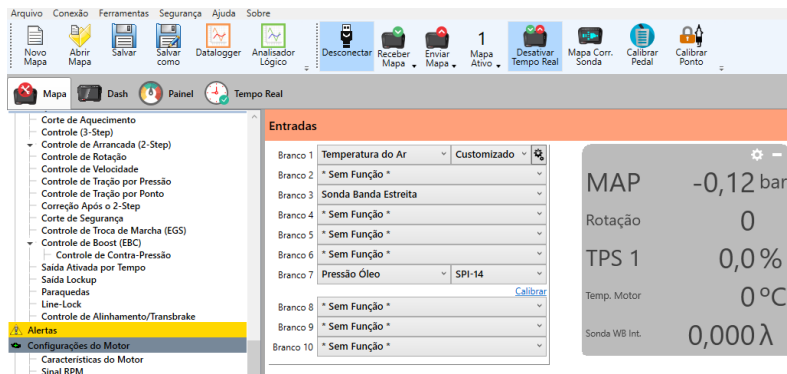 Arquivo Conexão Ferramentas Segurança Ajuda Sobre
Novo Mapa
Abrir Mapa
Salvar
Salvar como
Datalogger
Analisador Lógico
Desconectar
Receber Mapa
Enviar Mapa
1
Mapa Ativo
Desativar Tempo Real
Mapa Corr. Sonda
Calibrar Pedal
Calibrar Ponto
Mapa Dash Painel Tempo Real
Corte de Aquecimento
Controle (3-Step)
Controle de Arrancada (2-Step)
Controle de Rotação
Controle de Velocidade
Controle de Tração por Pressão
Controle de Tração por Ponto
Correção Após o 2-Step
Corte de Segurança
Controle de Troca de Marcha (EGS)
Controle de Boost (EBC)
Controle de Contra-Pressão
Saída Ativada por Tempo
Saída Lockup
Paraquedas
Line-Lock
Controle de Alinhamento/Transbrake
Alertas
Configurações do Motor
Características do Motor
Sinal RPM
Entradas
Branco 1 Temperatura do Ar Customizado
Branco 2 * Sem Função *
Branco 3 Sonda Banda Estreita
Branco 4 * Sem Função *
Branco 5 * Sem Função *
Branco 6 * Sem Função *
Branco 7 Pressão Óleo SPI-14
Calibrar
Branco 8 * Sem Função *
Branco 9 * Sem Função *
Branco 10 * Sem Função *
MAP -0,12 bar
Rotação 0
TPS 1 0,0 %
Temp. Motor 0 ºC
Sonda WB Int. 0,000 λ